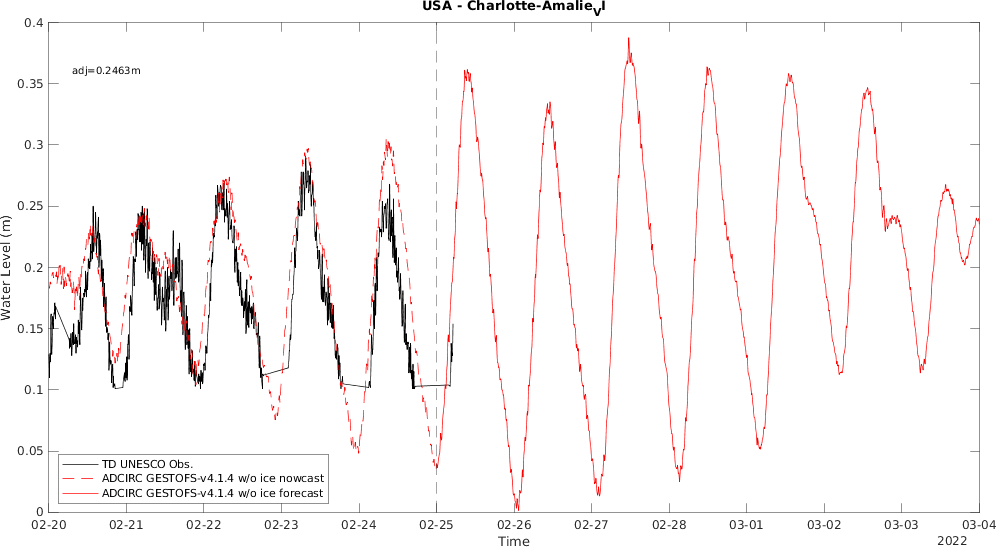 USA - Charlotte-Amalie_VI
adj=0.2463m
0.4
0.35
0.3
0.25
0.2
0.15
0.1
0.05
0
Water Level (m)
TD UNESCO Obs.
ADCIRC GESTOFS-v4.1.4 w/o ice nowcast
ADCIRC GESTOFS-v4.1.4 w/o ice forecast
02-20 02-21 02-22 02-23 02-24 02-25 02-26 02-27 02-28 03-01 03-02 03-03 03-04
Time
2022